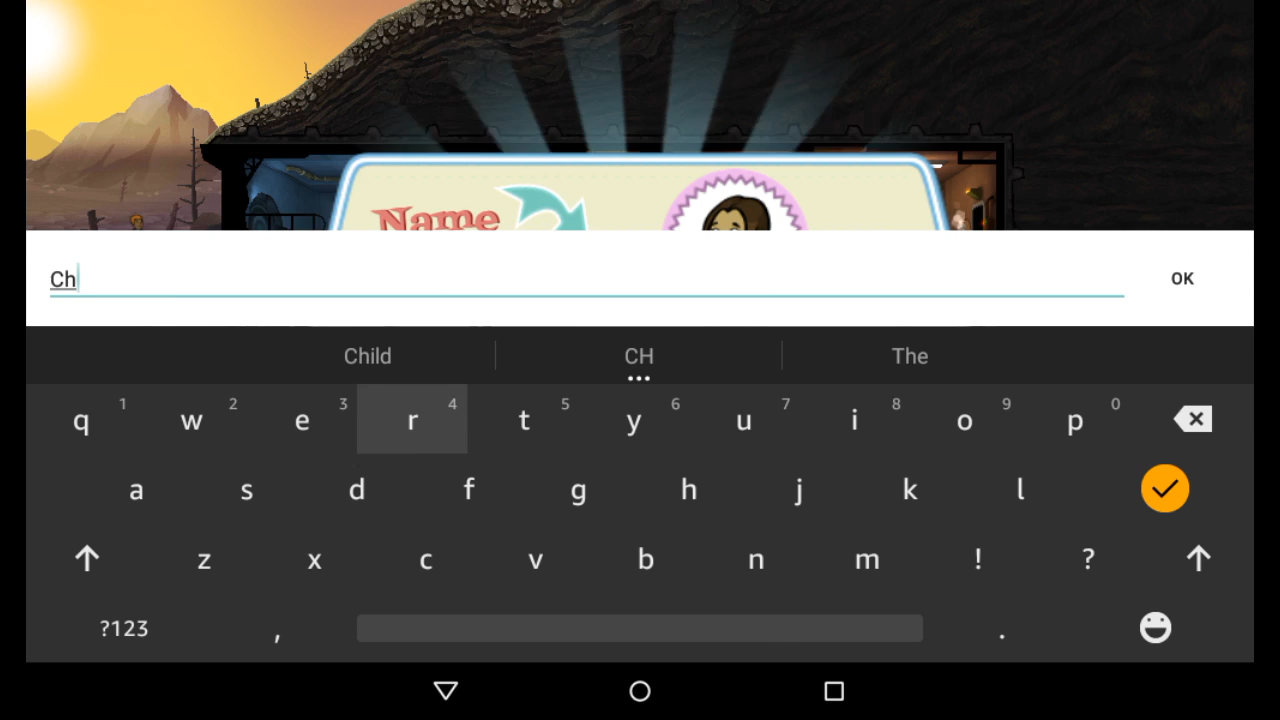 Name
Ch
OK
Child CH The
q 1 w 2 e 3 r 4 t 5 y 6 u 7 i 8 o 9 p 0
a s d f g h j k l
z x c v b n m ! ?
?123 , .